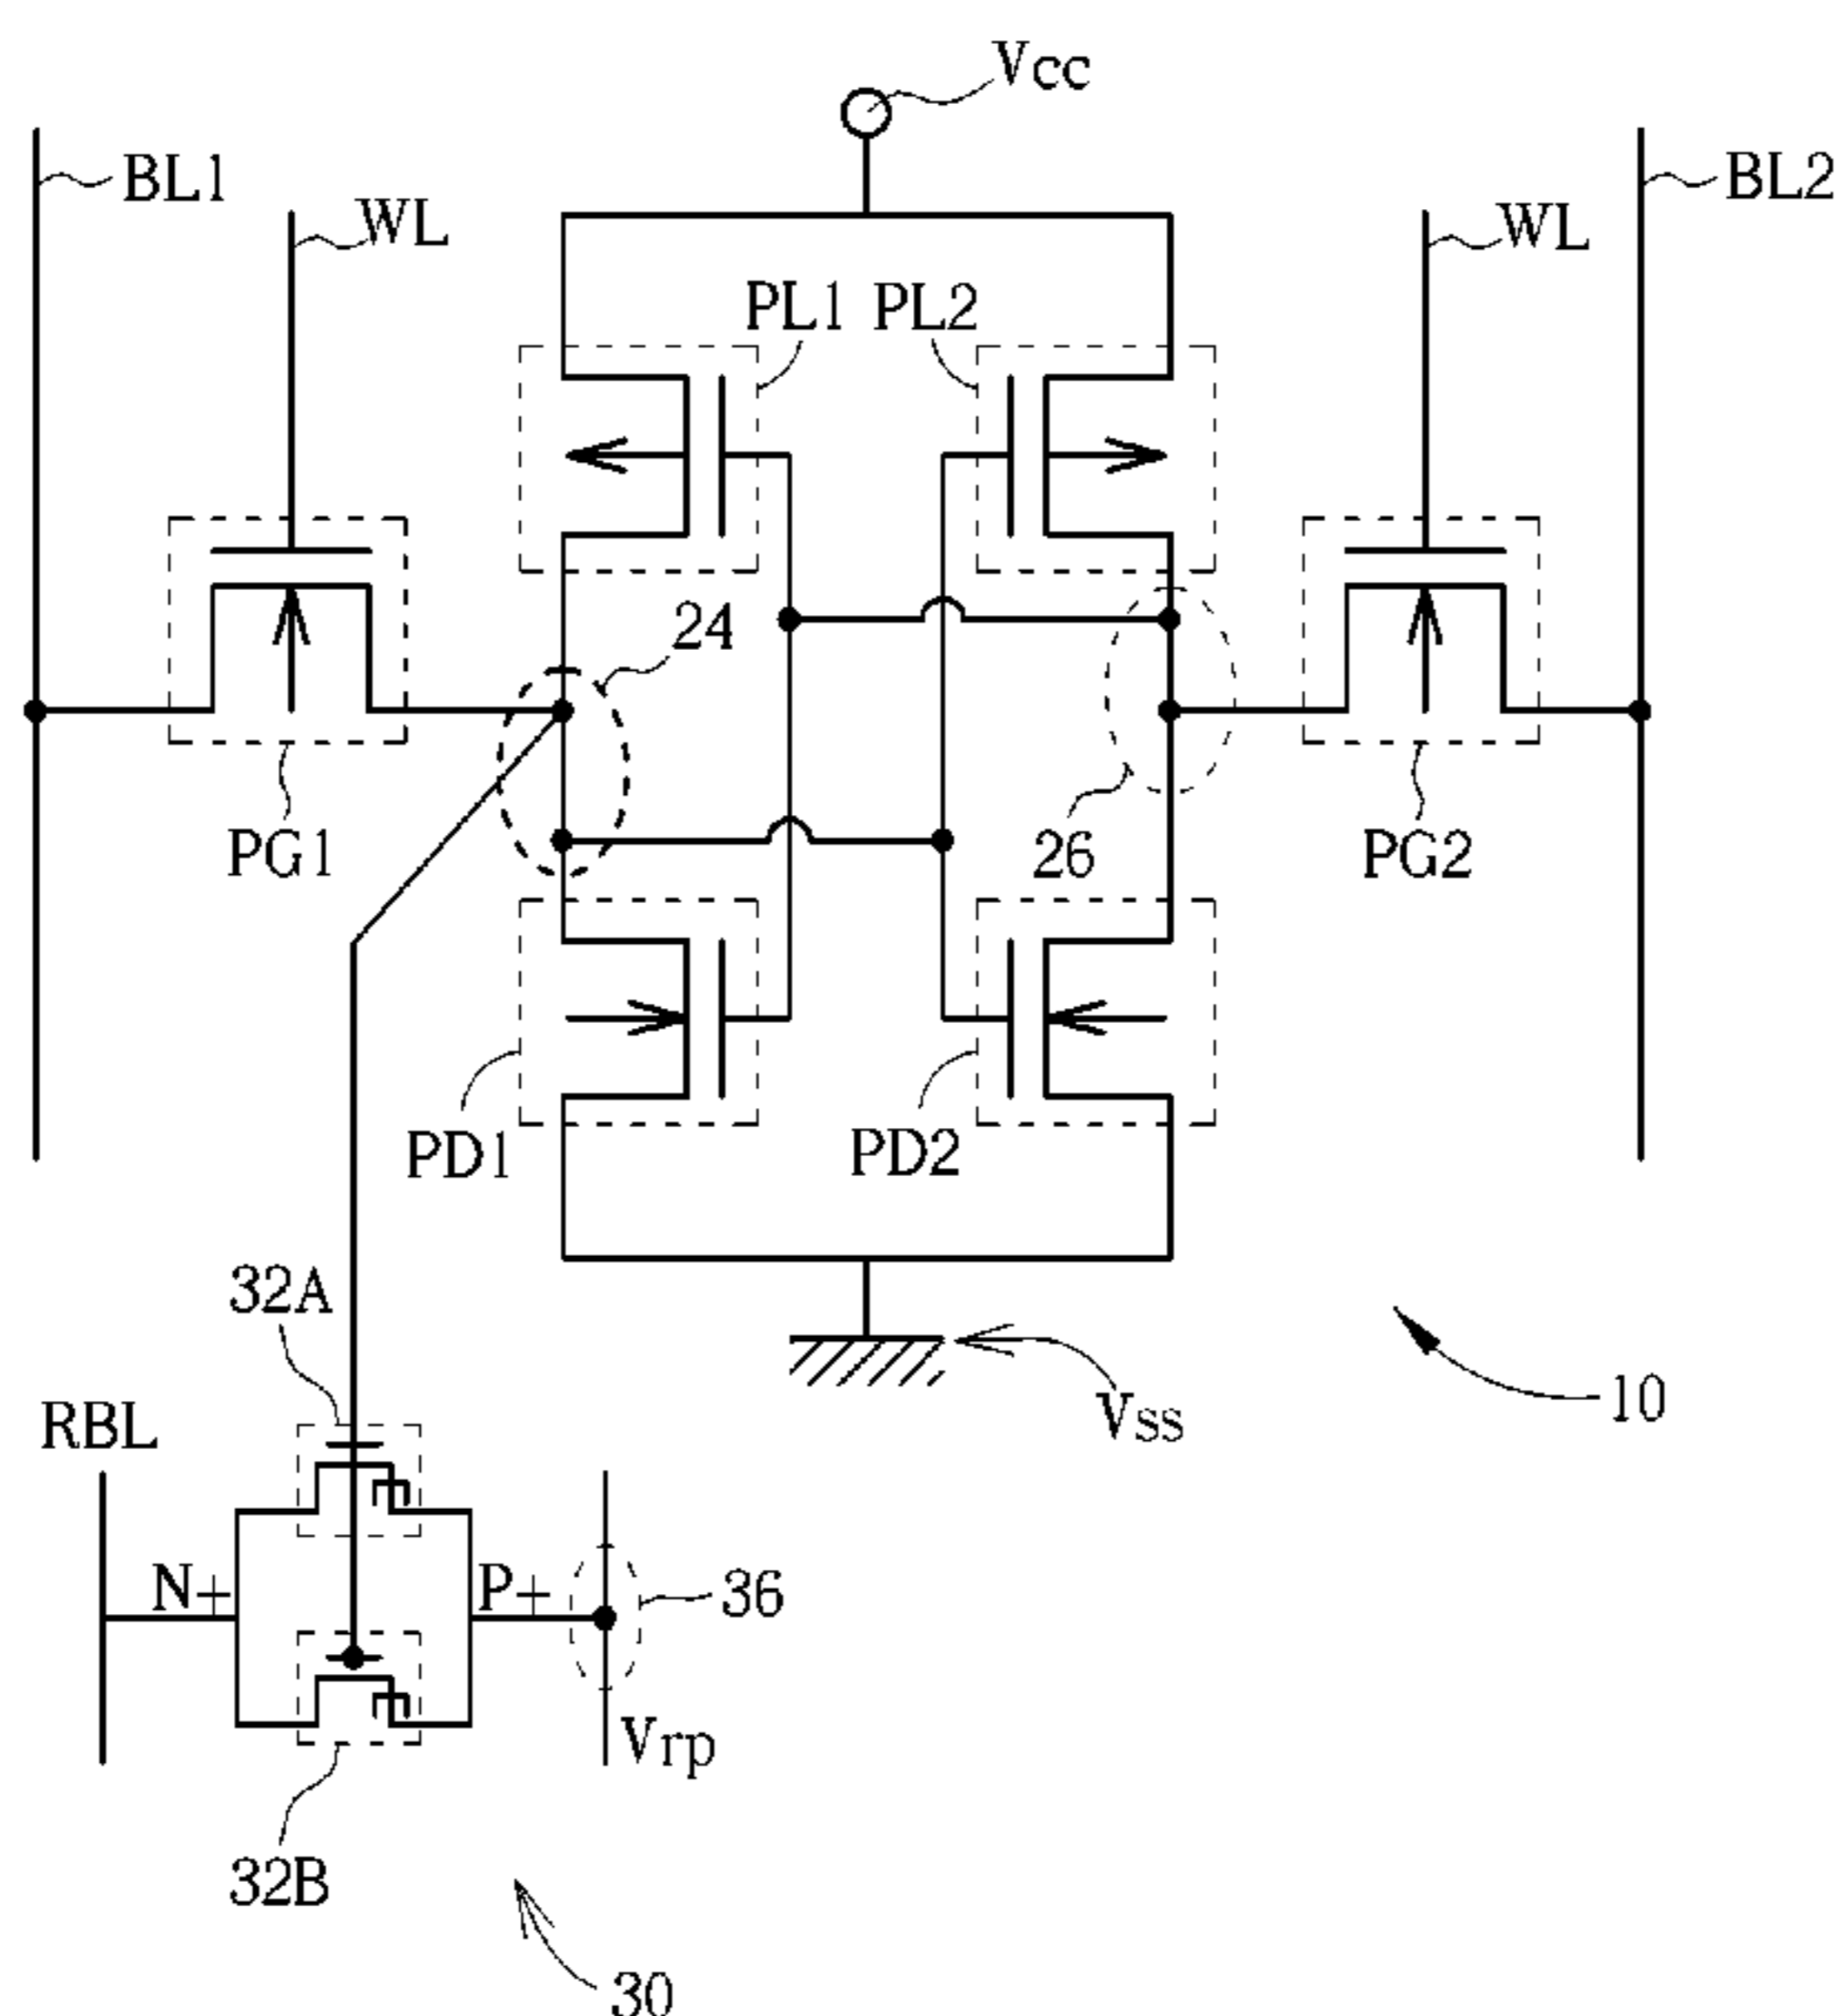 Vcc
BL1
BL2
WL
WL
PL1
PL2
24
PG1
26
PG2
PD1
PD2
32A
Vss
10
RBL
N+
P+
36
Vrp
32B
30